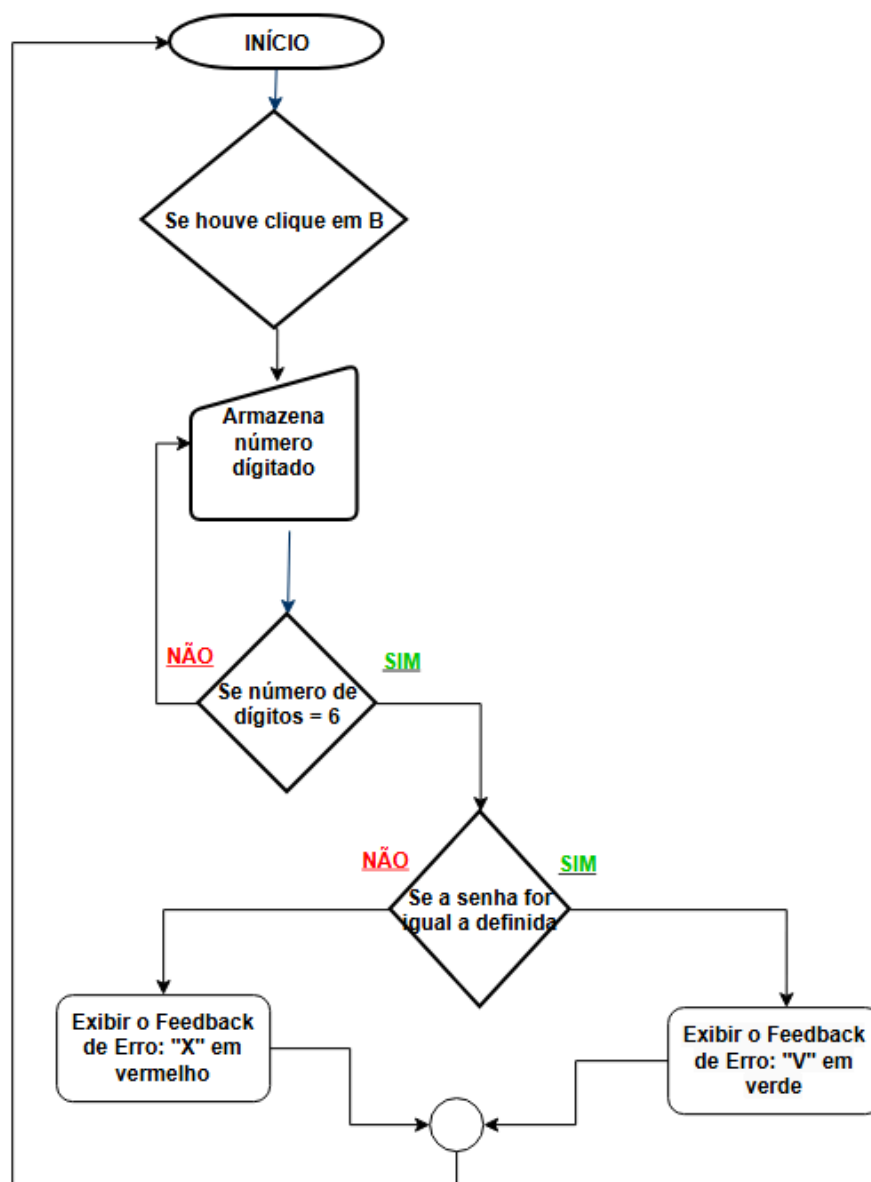 INÍCIO
Se houve clique em B
Armazena
número
dígitado
NÃO
SIM
Se número de
dígitos = 6
NÃO
SIM
Se a senha for
igual a definida
Exibir o Feedback
de Erro: "X" em
vermelho
Exibir o Feedback
de Erro: "V" em
verde